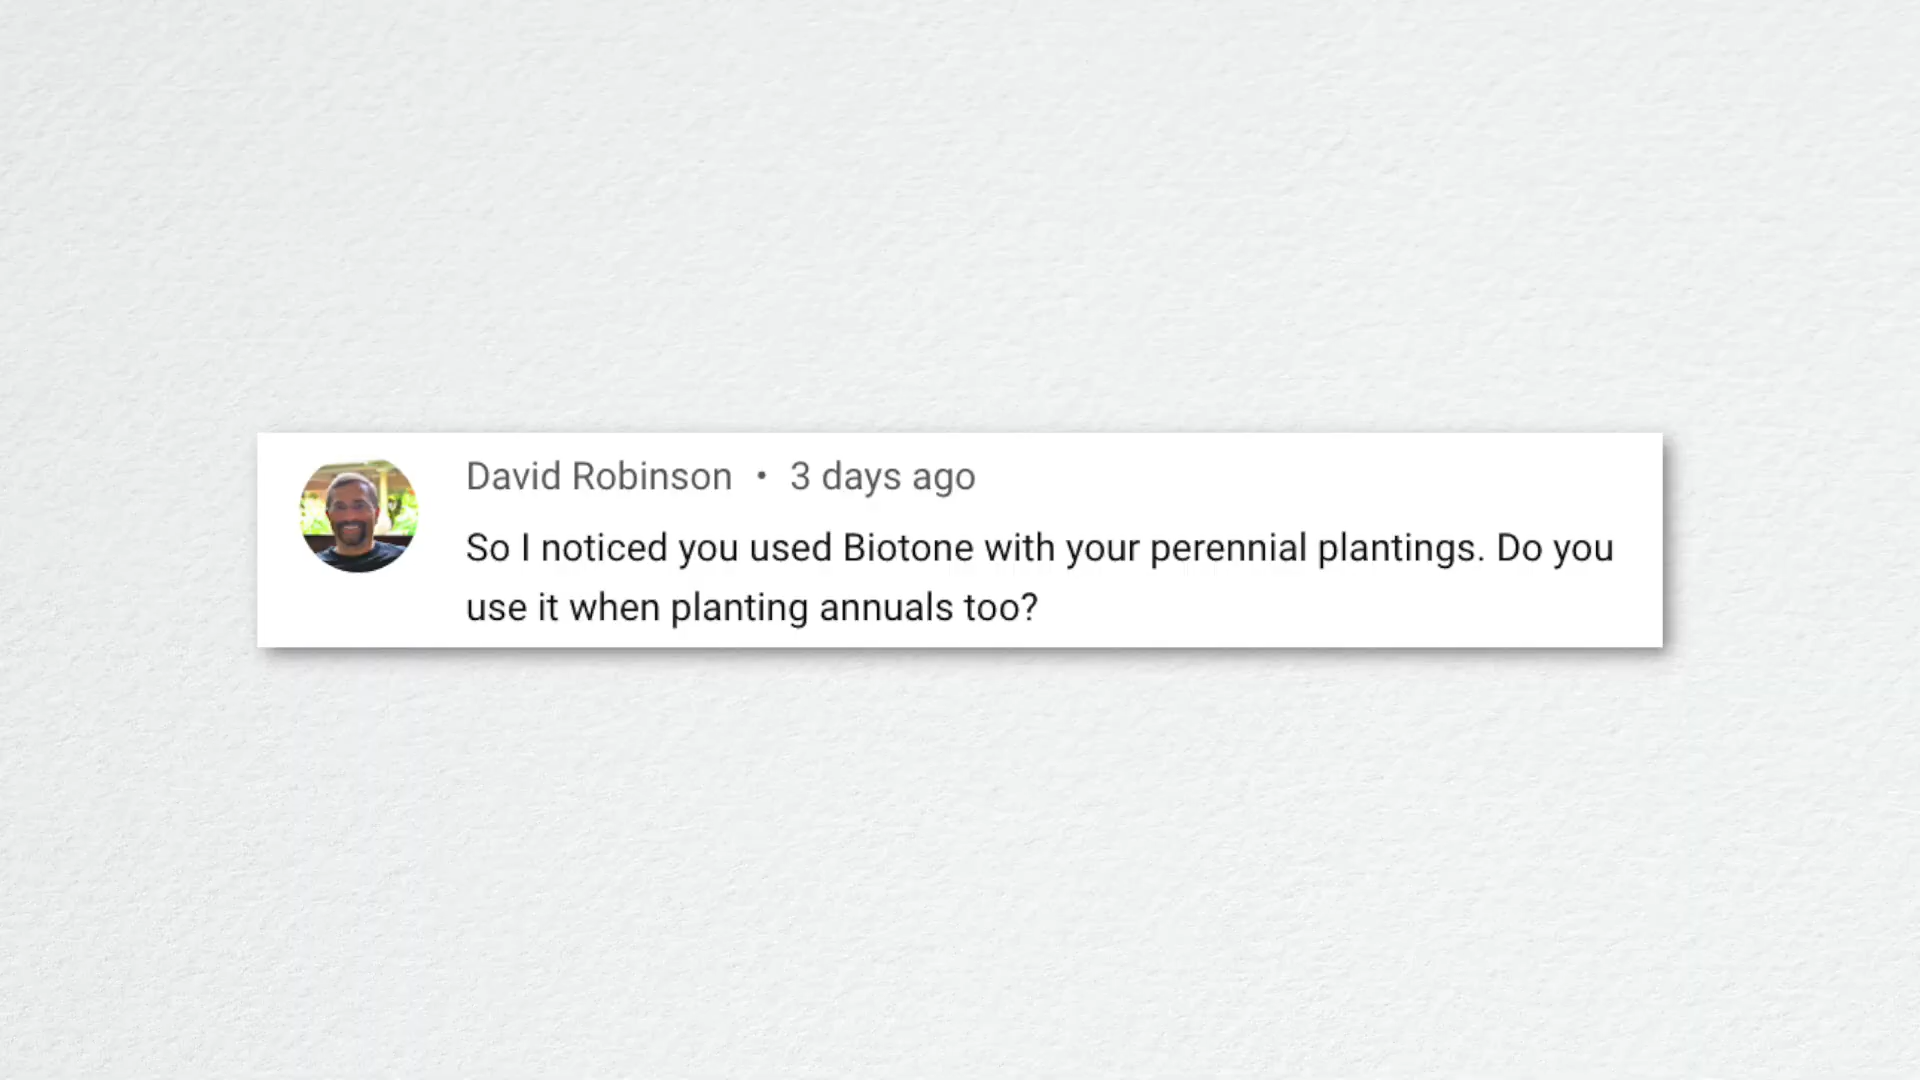 David Robinson • 3 days ago
So I noticed you used Biotone with your perennial plantings. Do you
use it when planting annuals too?